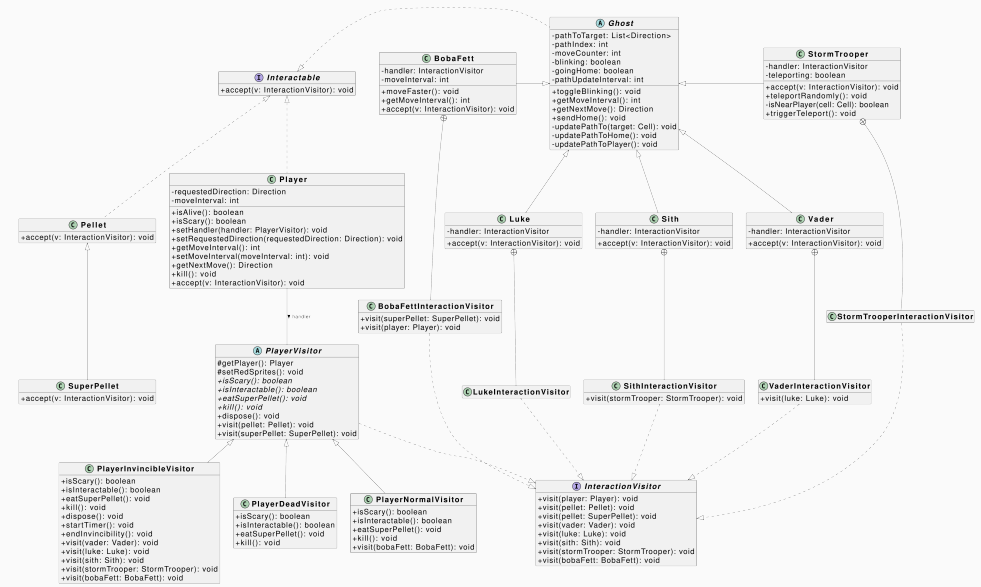 Ghost
-pathToTarget: List<Direction>
-pathIndex: int
-moveCounter: int
-blinking: boolean
-goingHome: boolean
-pathUpdateInterval: int
+toggleBlinking(): void
+getMoveInterval(): int
+getNextMove(): Direction
+sendHome(): void
-updatePathTo(target: Cell): void
-updatePathToHome(): void
-updatePathToPlayer(): void
BobaFett
-handler: InteractionVisitor
-moveInterval: int
+moveFaster(): void
+getMoveInterval(): int
+accept(v: InteractionVisitor): void
StormTrooper
-handler: InteractionVisitor
-teleporting: boolean
+accept(v: InteractionVisitor): void
+teleportRandomly(): void
-isNearPlayer(cell: Cell): boolean
+triggerTeleport(): void
Interactable
+accept(v: InteractionVisitor): void
Player
-requestedDirection: Direction
-moveInterval: int
+isAlive(): boolean
+isScary(): boolean
+setHandler(handler: PlayerVisitor): void
+setRequestedDirection(requestedDirection: Direction): void
+getMoveInterval(): int
+setMoveInterval(moveInterval: int): void
+getNextMove(): Direction
+kill(): void
+accept(v: InteractionVisitor): void
Pellet
+accept(v: InteractionVisitor): void
Luke
-handler: InteractionVisitor
+accept(v: InteractionVisitor): void
Sith
-handler: InteractionVisitor
+accept(v: InteractionVisitor): void
Vader
-handler: InteractionVisitor
+accept(v: InteractionVisitor): void
handler
BobaFettInteractionVisitor
+visit(superPellet: SuperPellet): void
+visit(player: Player): void
StormTrooperInteractionVisitor
PlayerVisitor
#getPlayer(): Player
#setRedSprites(): void
+isScary(): boolean
+isInteractable(): boolean
+eatSuperPellet(): void
+kill(): void
+dispose(): void
+visit(pellet: Pellet): void
+visit(superPellet: SuperPellet): void
SuperPellet
+accept(v: InteractionVisitor): void
LukeInteractionVisitor
SithInteractionVisitor
+visit(stormTrooper: StormTrooper): void
VaderInteractionVisitor
+visit(luke: Luke): void
PlayerInvincibleVisitor
+isScary(): boolean
+isInteractable(): boolean
+eatSuperPellet(): void
+kill(): void
+dispose(): void
+startTimer(): void
+endInvincibility(): void
+visit(vader: Vader): void
+visit(luke: Luke): void
+visit(sith: Sith): void
+visit(stormTrooper: StormTrooper): void
+visit(bobaFett: BobaFett): void
PlayerDeadVisitor
+isScary(): boolean
+isInteractable(): boolean
+eatSuperPellet(): void
+kill(): void
PlayerNormalVisitor
+isScary(): boolean
+isInteractable(): boolean
+eatSuperPellet(): void
+kill(): void
+visit(bobaFett: BobaFett): void
InteractionVisitor
+visit(player: Player): void
+visit(pellet: Pellet): void
+visit(pellet: SuperPellet): void
+visit(vader: Vader): void
+visit(luke: Luke): void
+visit(sith: Sith): void
+visit(stormTrooper: StormTrooper): void
+visit(bobaFett: BobaFett): void